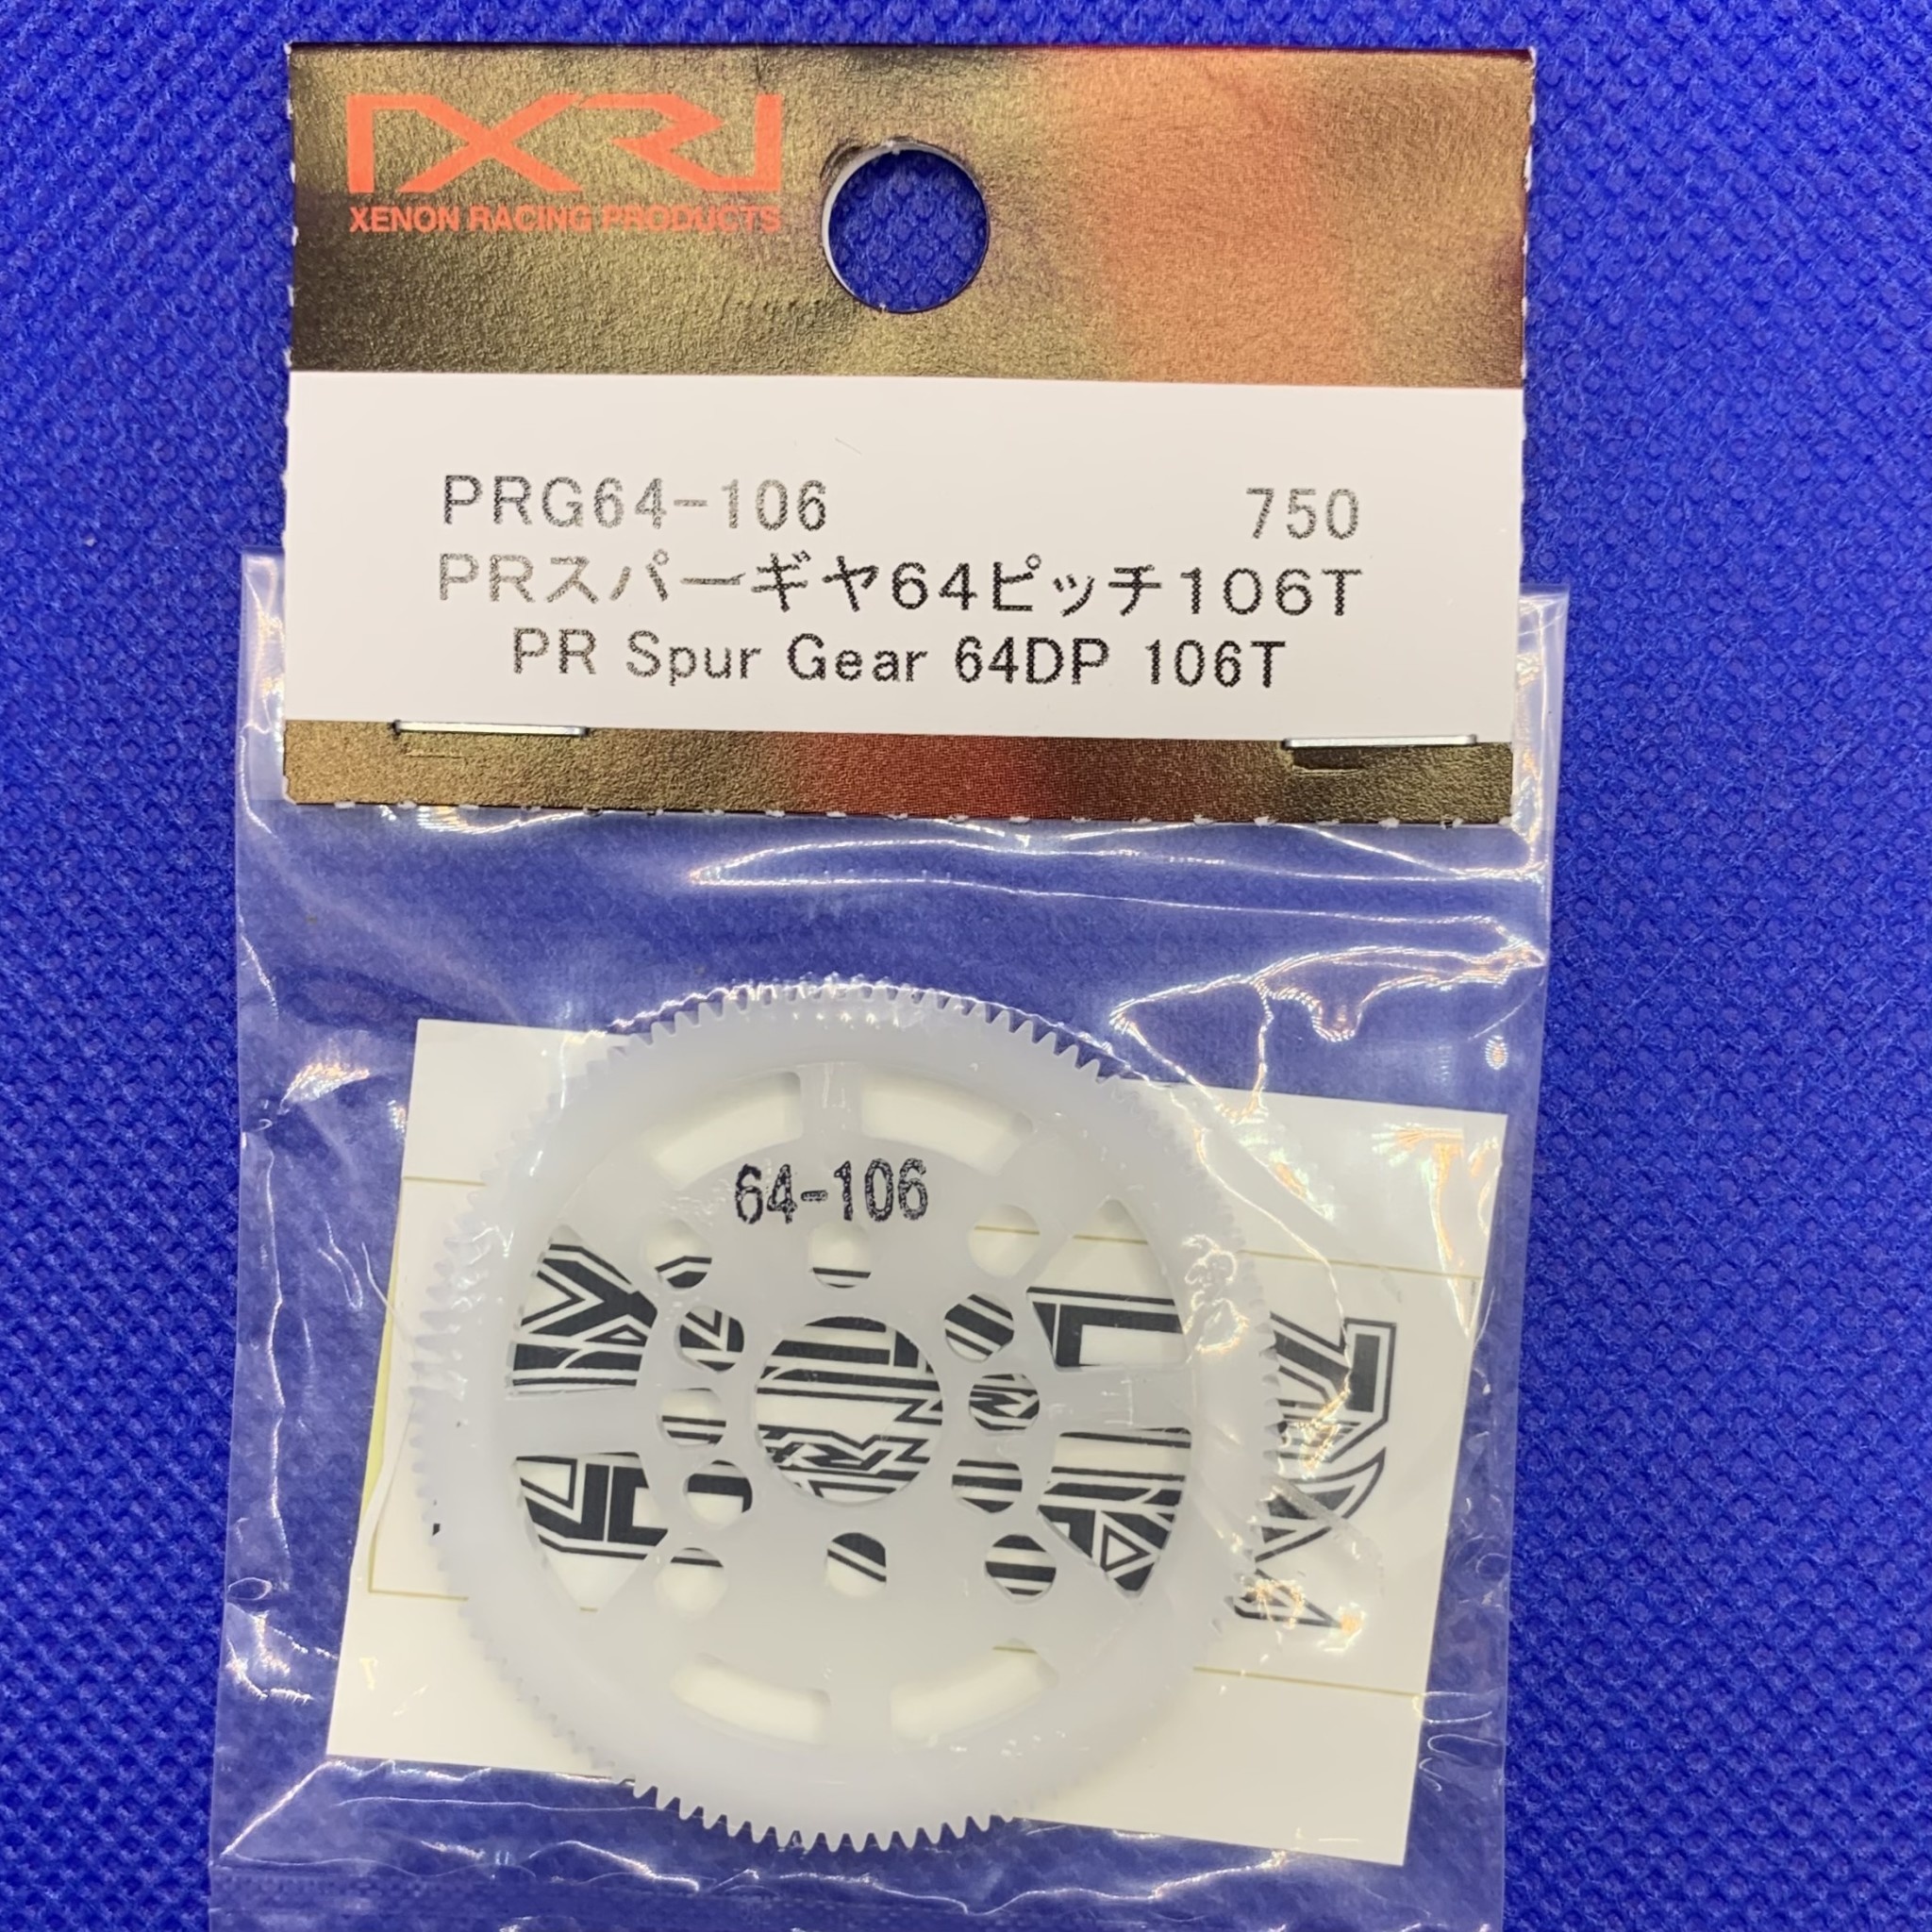 XENON RACING PRODUCTS
PRG64-106 750
PRスパーギヤ64ピッチ106T
PR Spur Gear 64DP 106T
64-106